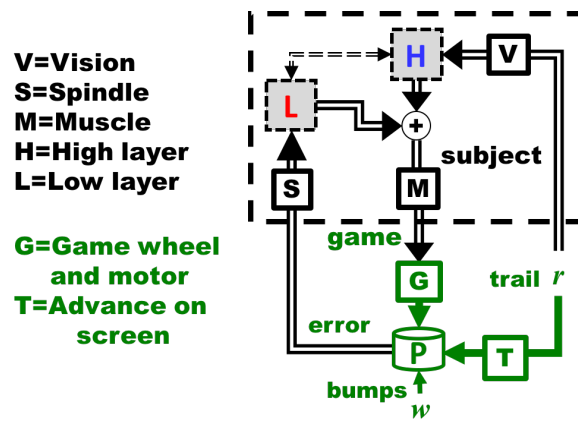 V=Vision
S=Spindle
M=Muscle
H=High layer
L=Low layer
G=Game wheel
and motor
T=Advance on
screen
H
V
L
+
subject
S
M
game
G
trail r
error
P
T
bumps
w